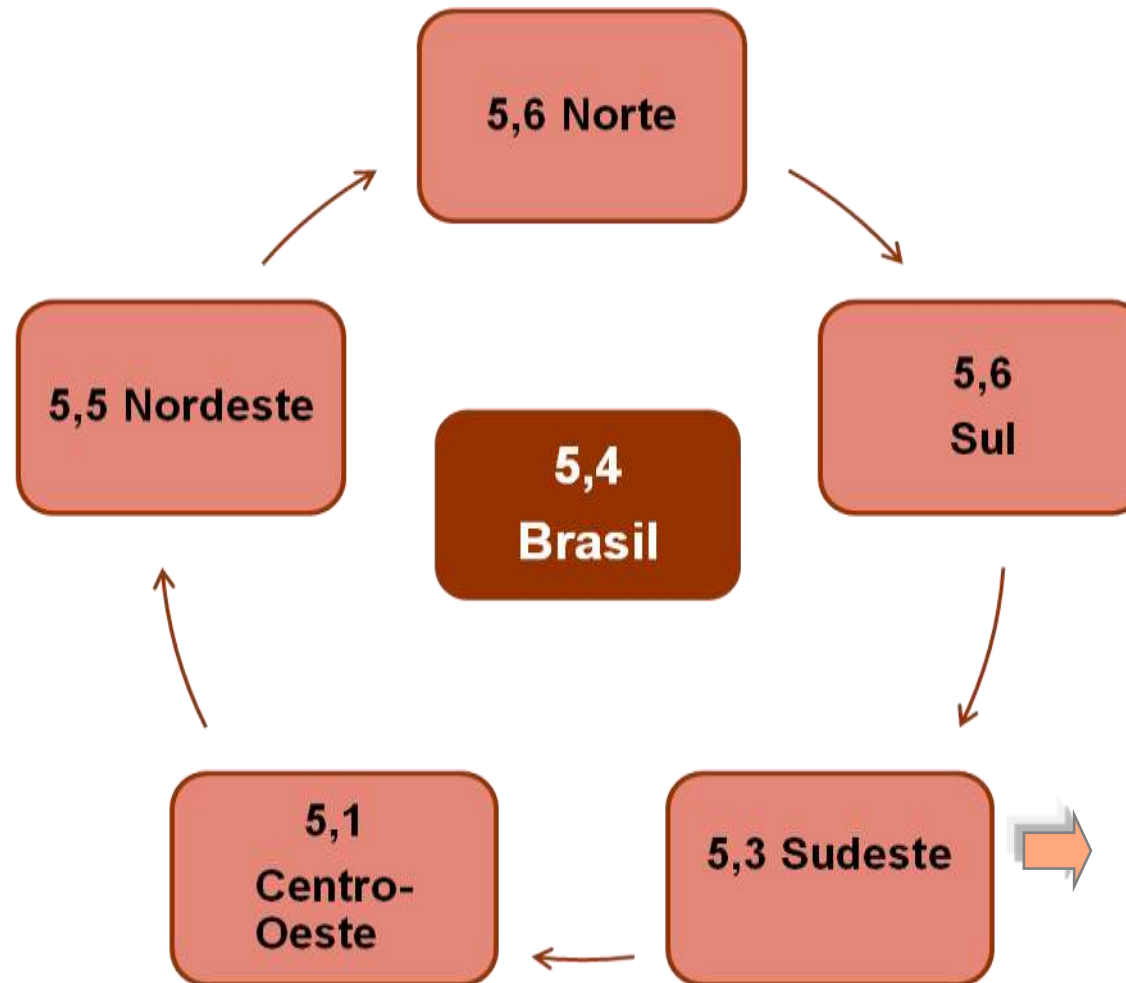 5,6 Norte
5,6
Sul
5,3 Sudeste
5,1
Centro-
Oeste
5,5 Nordeste
5,4
Brasil